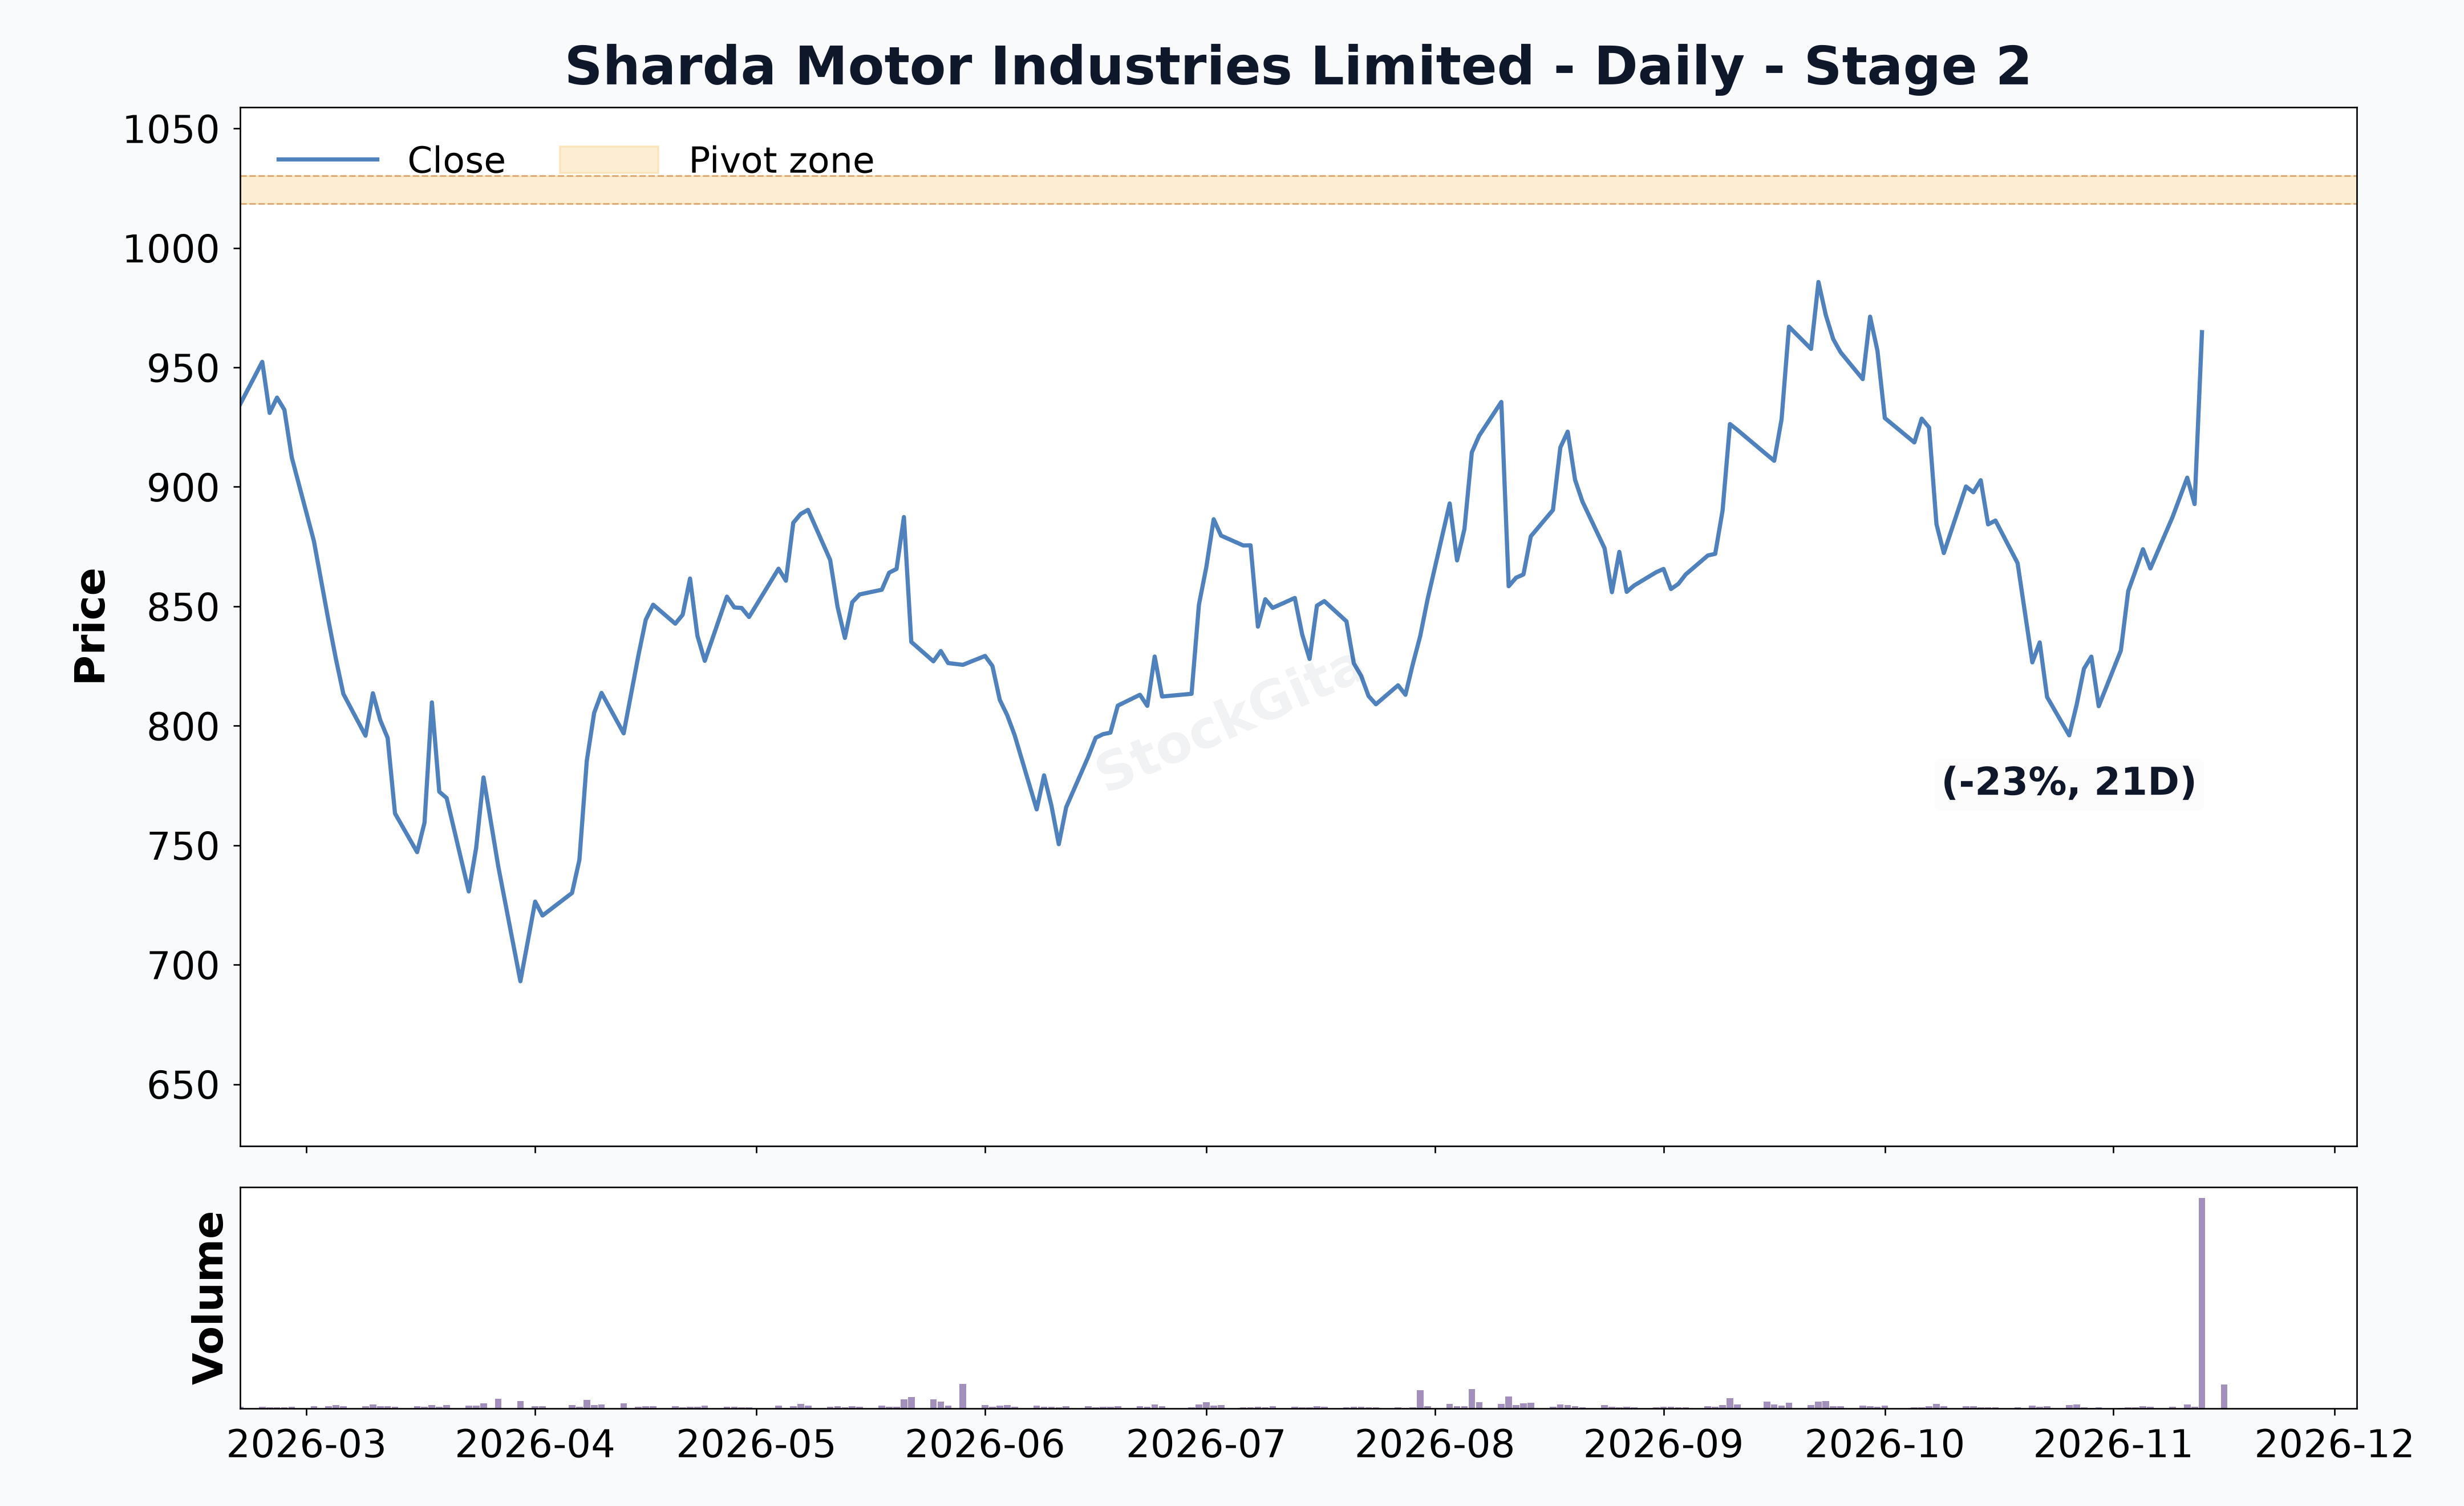 Sharda Motor Industries Limited - Daily - Stage 2
Close
Pivot zone
1050
1000
950
900
850
800
750
700
650
Price
StockGita
(-23%, 21D)
Volume
2026-03
2026-04
2026-05
2026-06
2026-07
2026-08
2026-09
2026-10
2026-11
2026-12